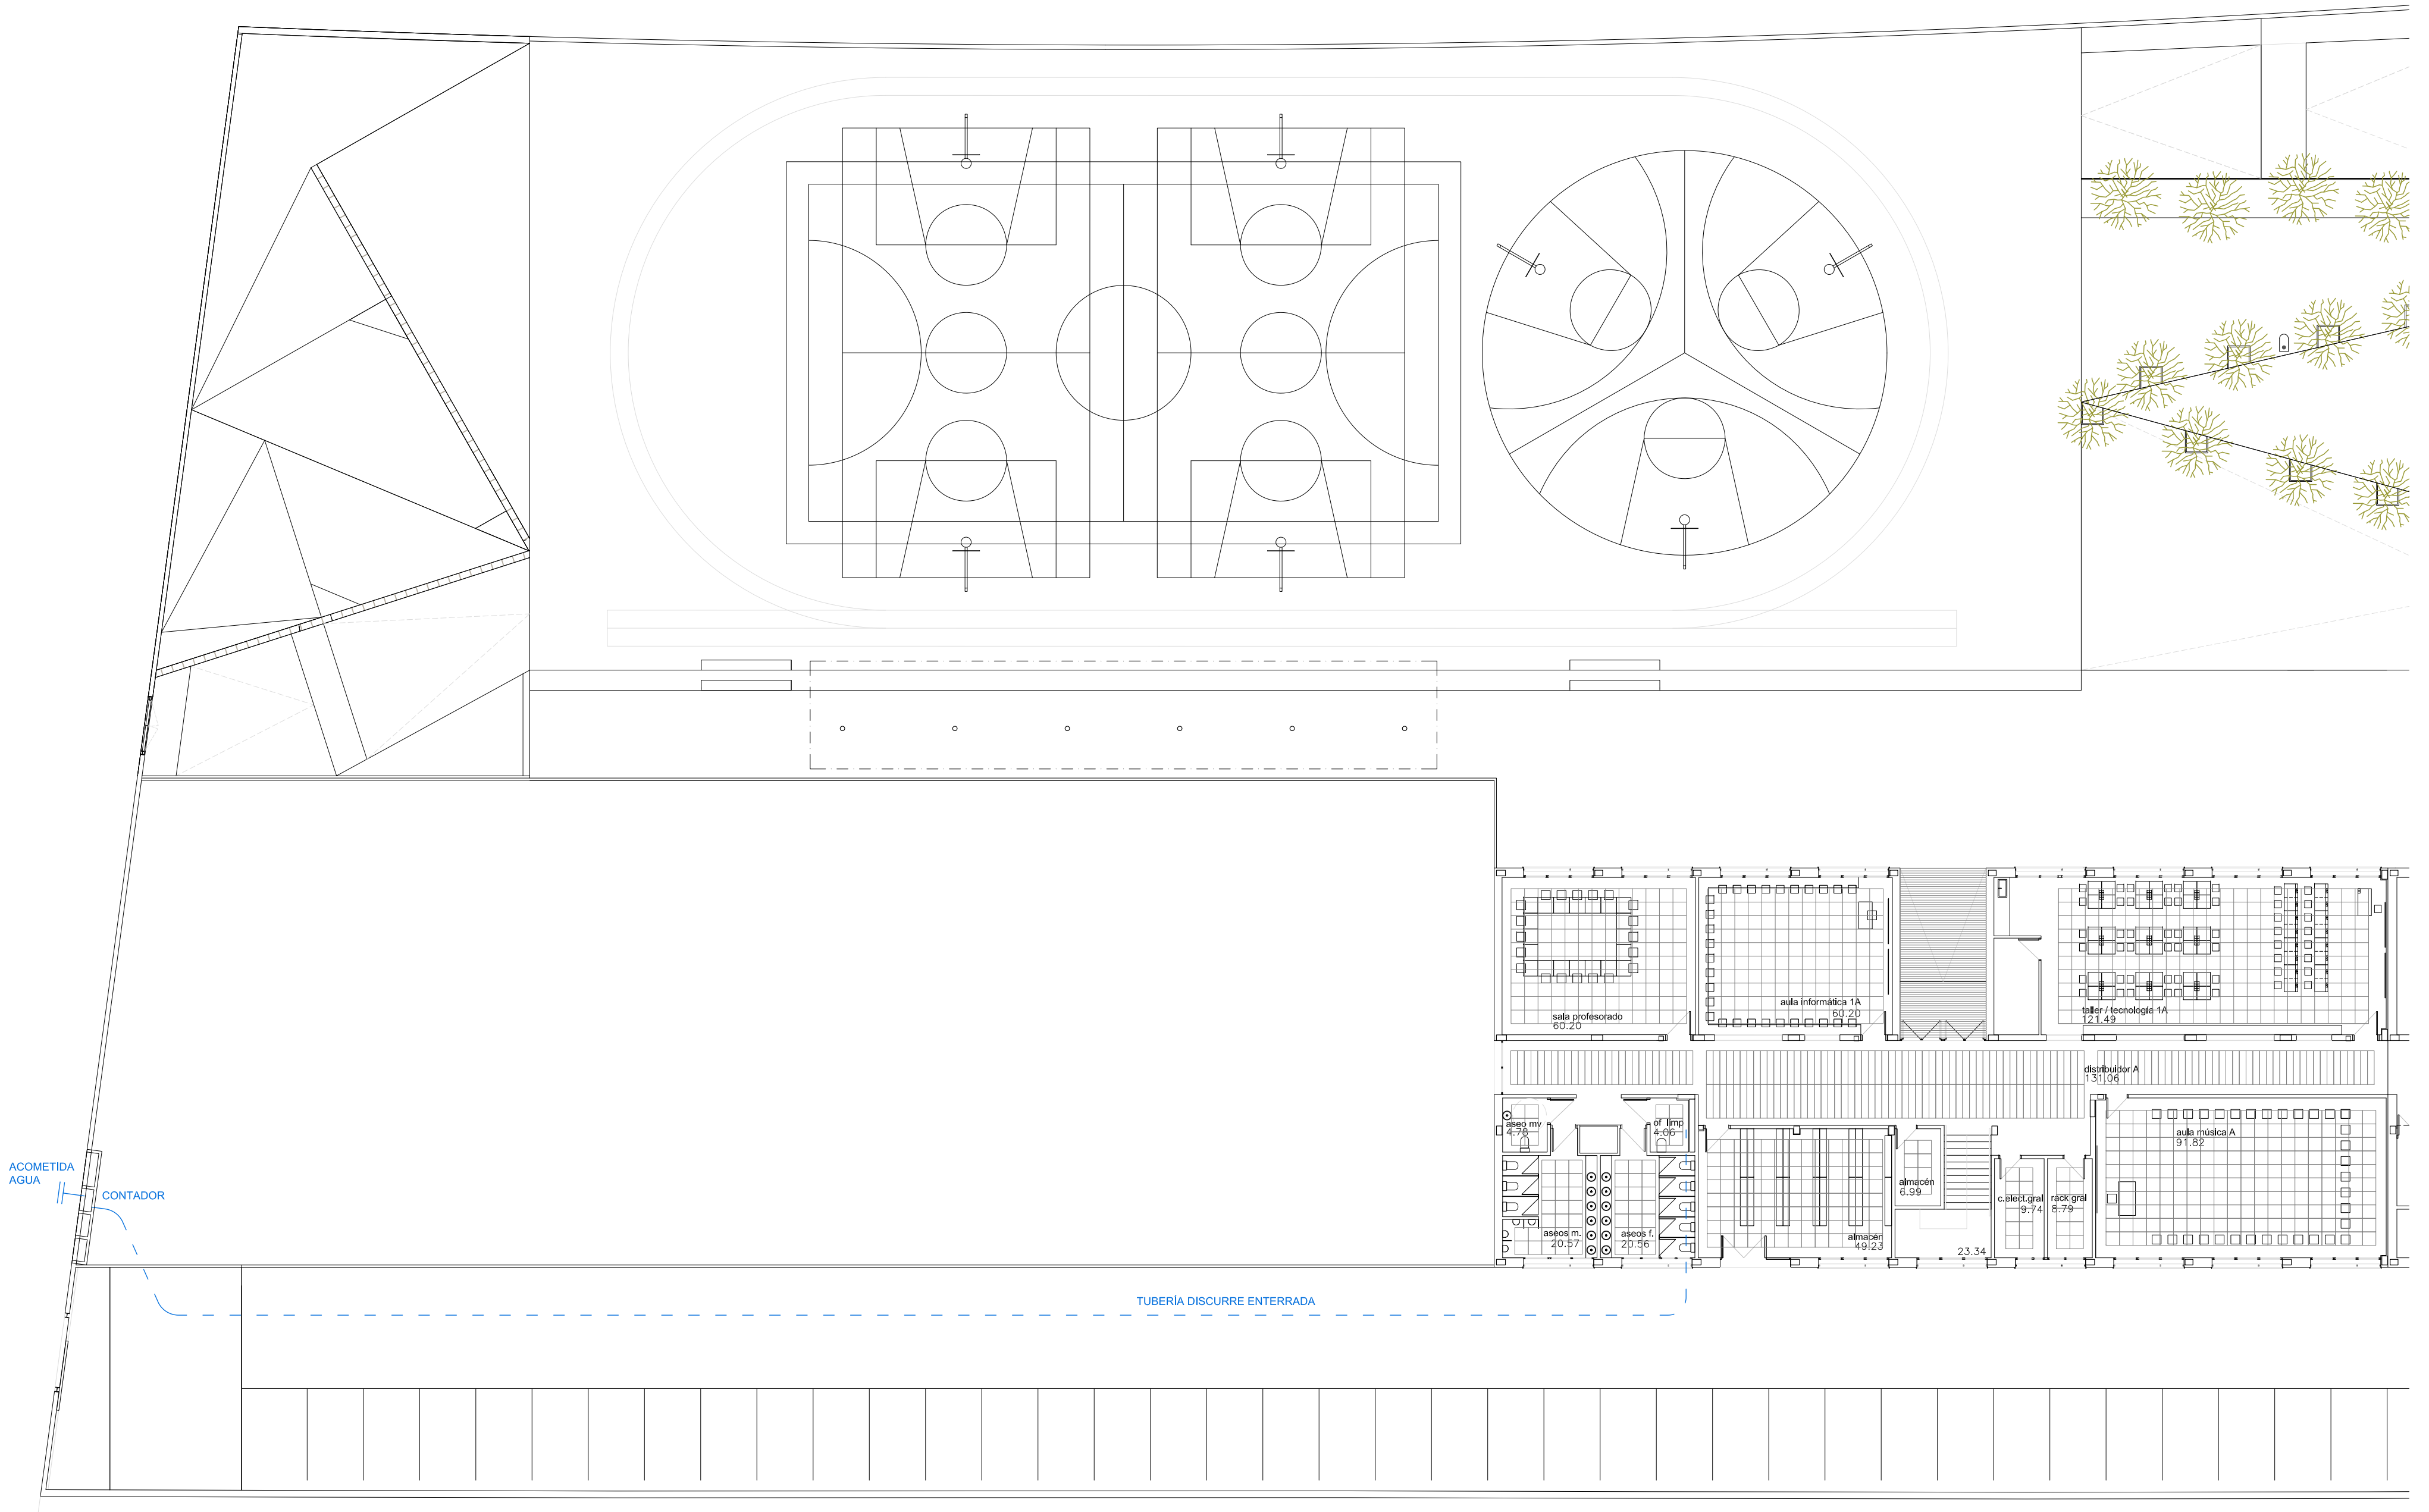 aula informática 1A
60.20
sala profesorado
60.20
taller / tecnología 1A
121.49
distribuidor A
131.06
aseo mv
4.78
of limp
4.06
aula música A
91.82
ACOMETIDA
AGUA
CONTADOR
almacén
6.99
c.elect.gral
9.74
rack gral
8.79
aseos m.
20.57
aseos f.
20.56
almacén
49.23
23.34
TUBERÍA DISCURRE ENTERRADA